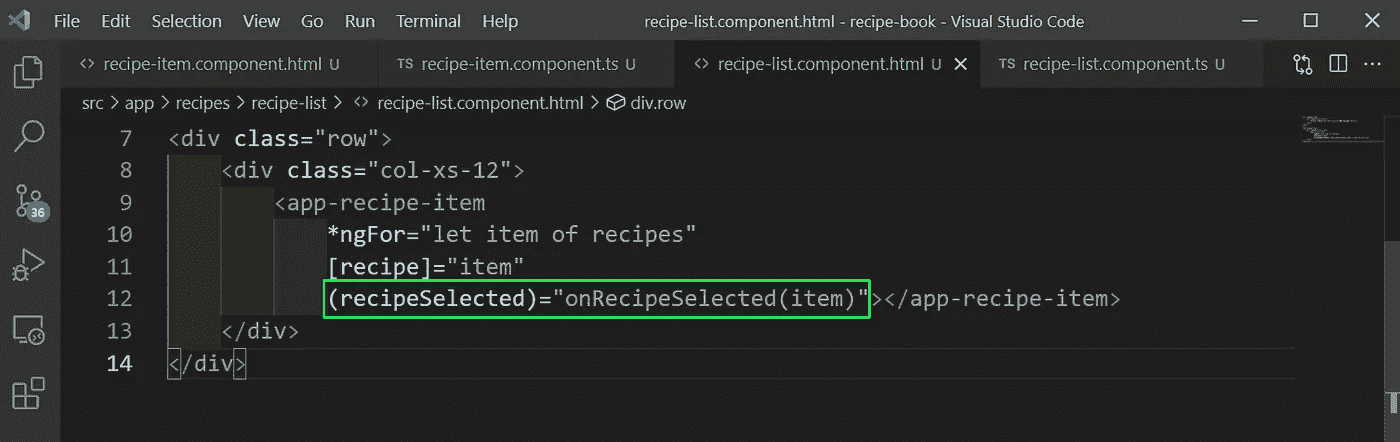 File Edit Selection View Go Run Terminal Help recipe-list.component.html - recipe-book - Visual Studio Code
<> recipe-item.component.html U TS recipe-item.component.ts U <> recipe-list.component.html U TS recipe-list.component.ts U
src > app > recipes > recipe-list > <> recipe-list.component.html > div.row
7 <div class="row">
8 <div class="col-xs-12">
9 <app-recipe-item
10 *ngFor="let item of recipes"
11 [recipe]="item"
12 (recipeSelected)="onRecipeSelected(item)"></app-recipe-item>
13 </div>
14 </div>
36